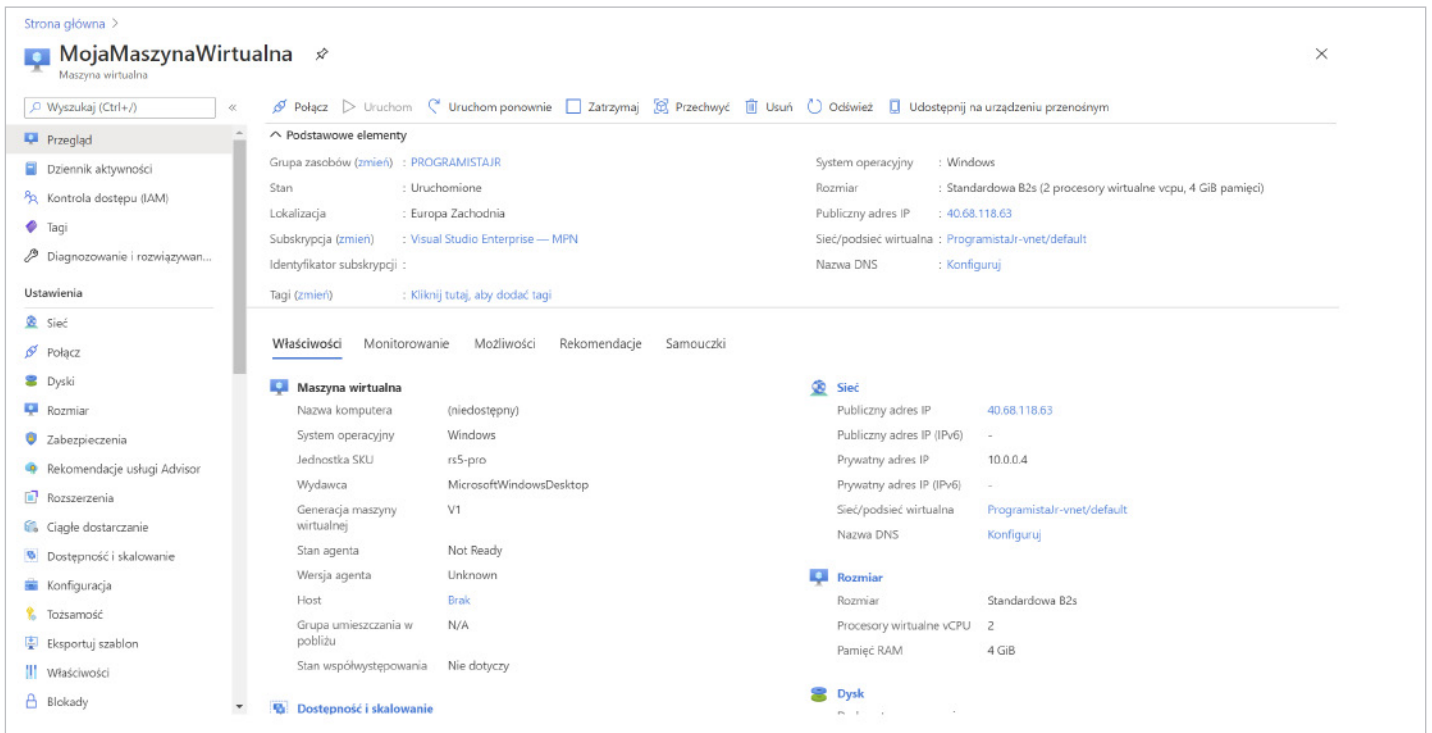 Strona główna >
MojaMaszynaWirtualna
Maszyna wirtualna
Wyszukaj (Ctrl+/)
«
Przegląd
Dziennik aktywności
Kontrola dostępu (IAM)
Tagi
Diagnozowanie i rozwiązywan...
Ustawienia
Sieć
Połącz
Dyski
Rozmiar
Zabezpieczenia
Rekomendacje usługi Advisor
Rozszerzenia
Ciągłe dostarczanie
Dostępność i skalowanie
Konfiguracja
Tożsamość
Eksportuj szablon
Właściwości
Blokady
Połącz Uruchom Uruchom ponownie Zatrzymaj Przechwyć Usuń Odśwież Udostępnij na urządzeniu przenośnym
Podstawowe elementy
Grupa zasobów (zmień) : PROGRAMISTAJR
Stan : Uruchomione
Lokalizacja : Europa Zachodnia
Subskrypcja (zmień) : Visual Studio Enterprise — MPN
Identyfikator subskrypcji :
Tagi (zmień) : Kliknij tutaj, aby dodać tagi
System operacyjny : Windows
Rozmiar : Standardowa B2s (2 procesory wirtualne vcpu, 4 GiB pamięci)
Publiczny adres IP : 40.68.118.63
Sieć/podsieć wirtualna : ProgramistaJr-vnet/default
Nazwa DNS : Konfiguruj
Właściwości Monitorowanie Możliwości Rekomendacje Samouczki
Maszyna wirtualna
Nazwa komputera (niedostępny)
System operacyjny Windows
Jednostka SKU rs5-pro
Wydawca MicrosoftWindowsDesktop
Generacja maszyny V1
wirtualnej
Stan agenta Not Ready
Wersja agenta Unknown
Host Brak
Grupa umieszczania w N/A
pobliżu
Stan współwystępowania Nie dotyczy
Dostępność i skalowanie
Sieć
Publiczny adres IP 40.68.118.63
Publiczny adres IP (IPv6) -
Prywatny adres IP 10.0.0.4
Prywatny adres IP (IPv6) -
Sieć/podsieć wirtualna ProgramistaJr-vnet/default
Nazwa DNS Konfiguruj
Rozmiar
Rozmiar Standardowa B2s
Procesory wirtualne vCPU 2
Pamięć RAM 4 GiB
Dysk